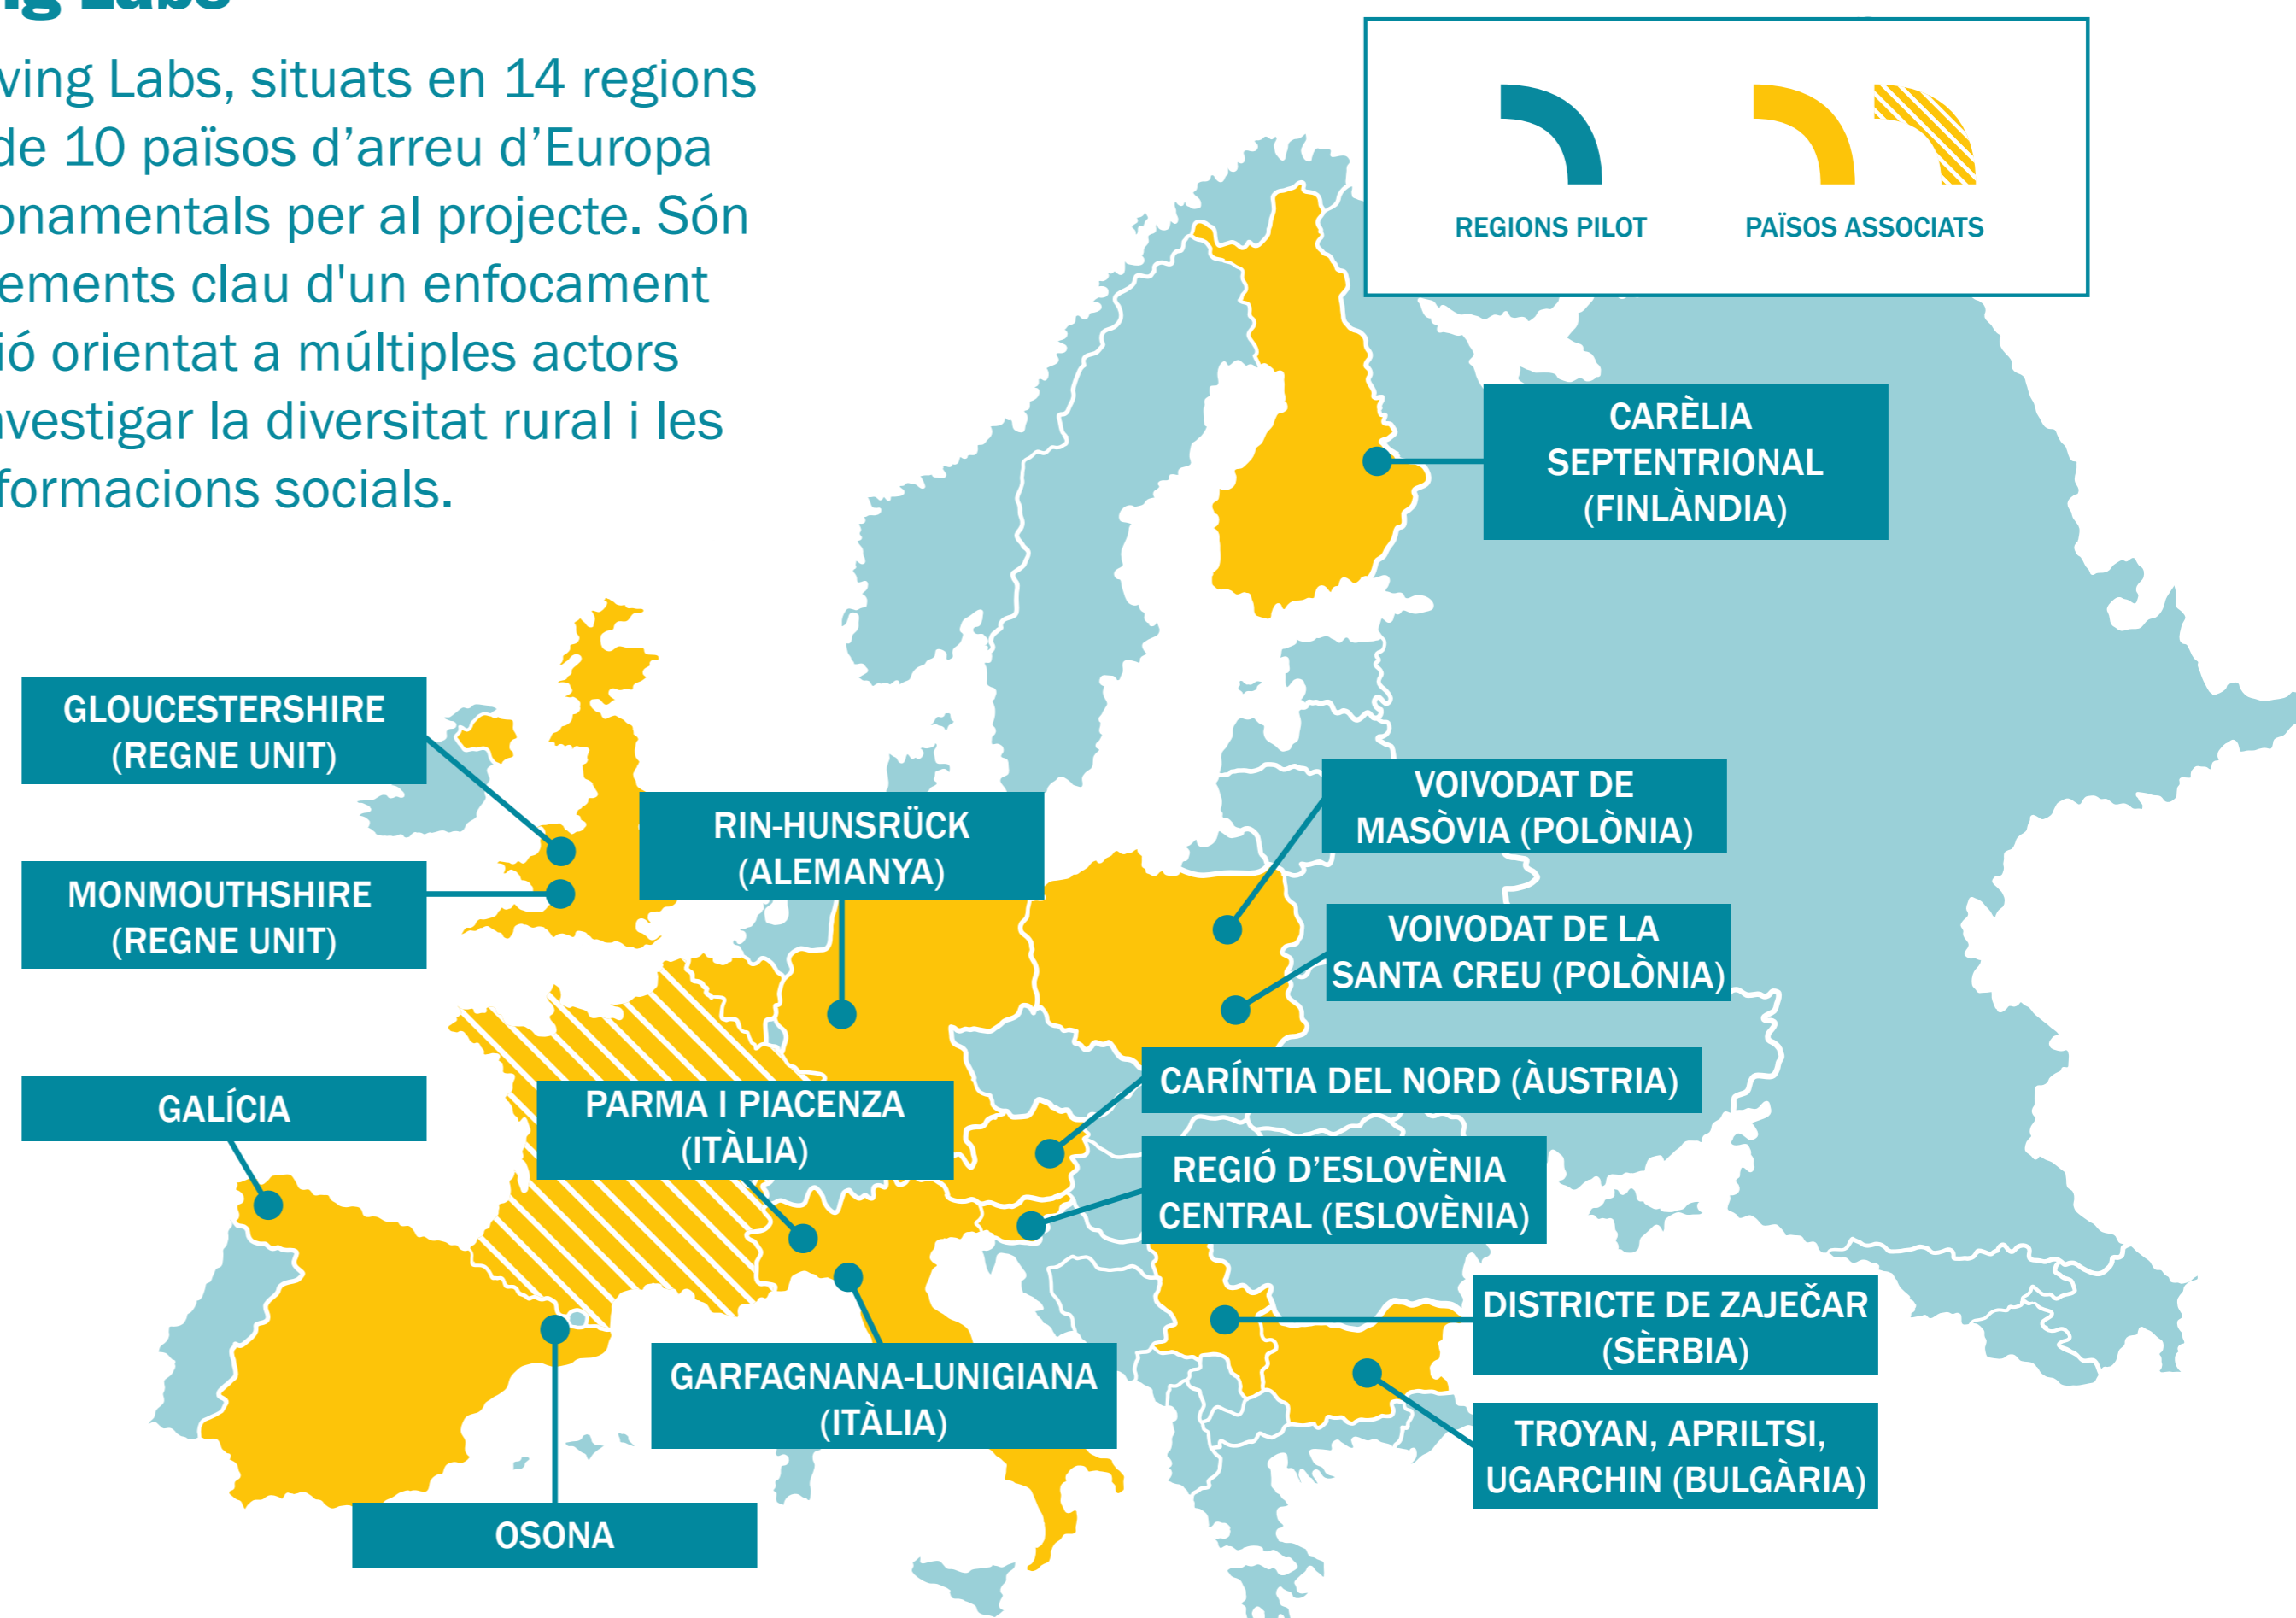 ng Labs
ving Labs, situats en 14 regions
de 10 països d’arreu d’Europa
onamentals per al projecte. Són
ements clau d'un enfocament
ió orientat a múltiples actors
nvestigar la diversitat rural i les
formacions socials.
REGIONS PILOT
PAÏSOS ASSOCIATS
CARÈLIA
SEPTENTRIONAL
(FINLÀNDIA)
GLOUCESTERSHIRE
(REGNE UNIT)
MONMOUTHSHIRE
(REGNE UNIT)
RIN-HUNSRÜCK
(ALEMANYA)
VOIVODAT DE
MASÒVIA (POLÒNIA)
VOIVODAT DE LA
SANTA CREU (POLÒNIA)
GALÍCIA
PARMA I PIACENZA
(ITÀLIA)
CARÍNTIA DEL NORD (ÀUSTRIA)
REGIÓ D’ESLOVÈNIA
CENTRAL (ESLOVÈNIA)
DISTRICTE DE ZAJEČAR
(SÈRBIA)
GARFAGNANA-LUNIGIANA
(ITÀLIA)
TROYAN, APRILTSI,
UGARCHIN (BULGÀRIA)
OSONA